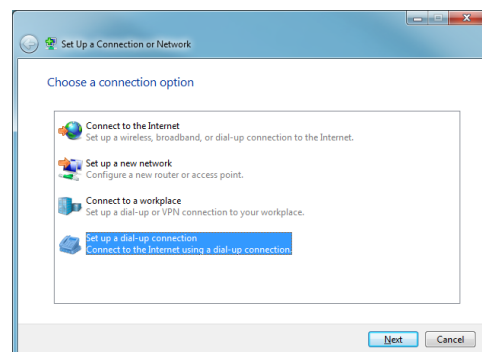 Set Up a Connection or Network
Choose a connection option
Connect to the Internet
Set up a wireless, broadband, or dial-up connection to the Internet.
Set up a new network
Configure a new router or access point.
Connect to a workplace
Set up a dial-up or VPN connection to your workplace.
Set up a dial-up connection
Connect to the Internet using a dial-up connection.
Next Cancel